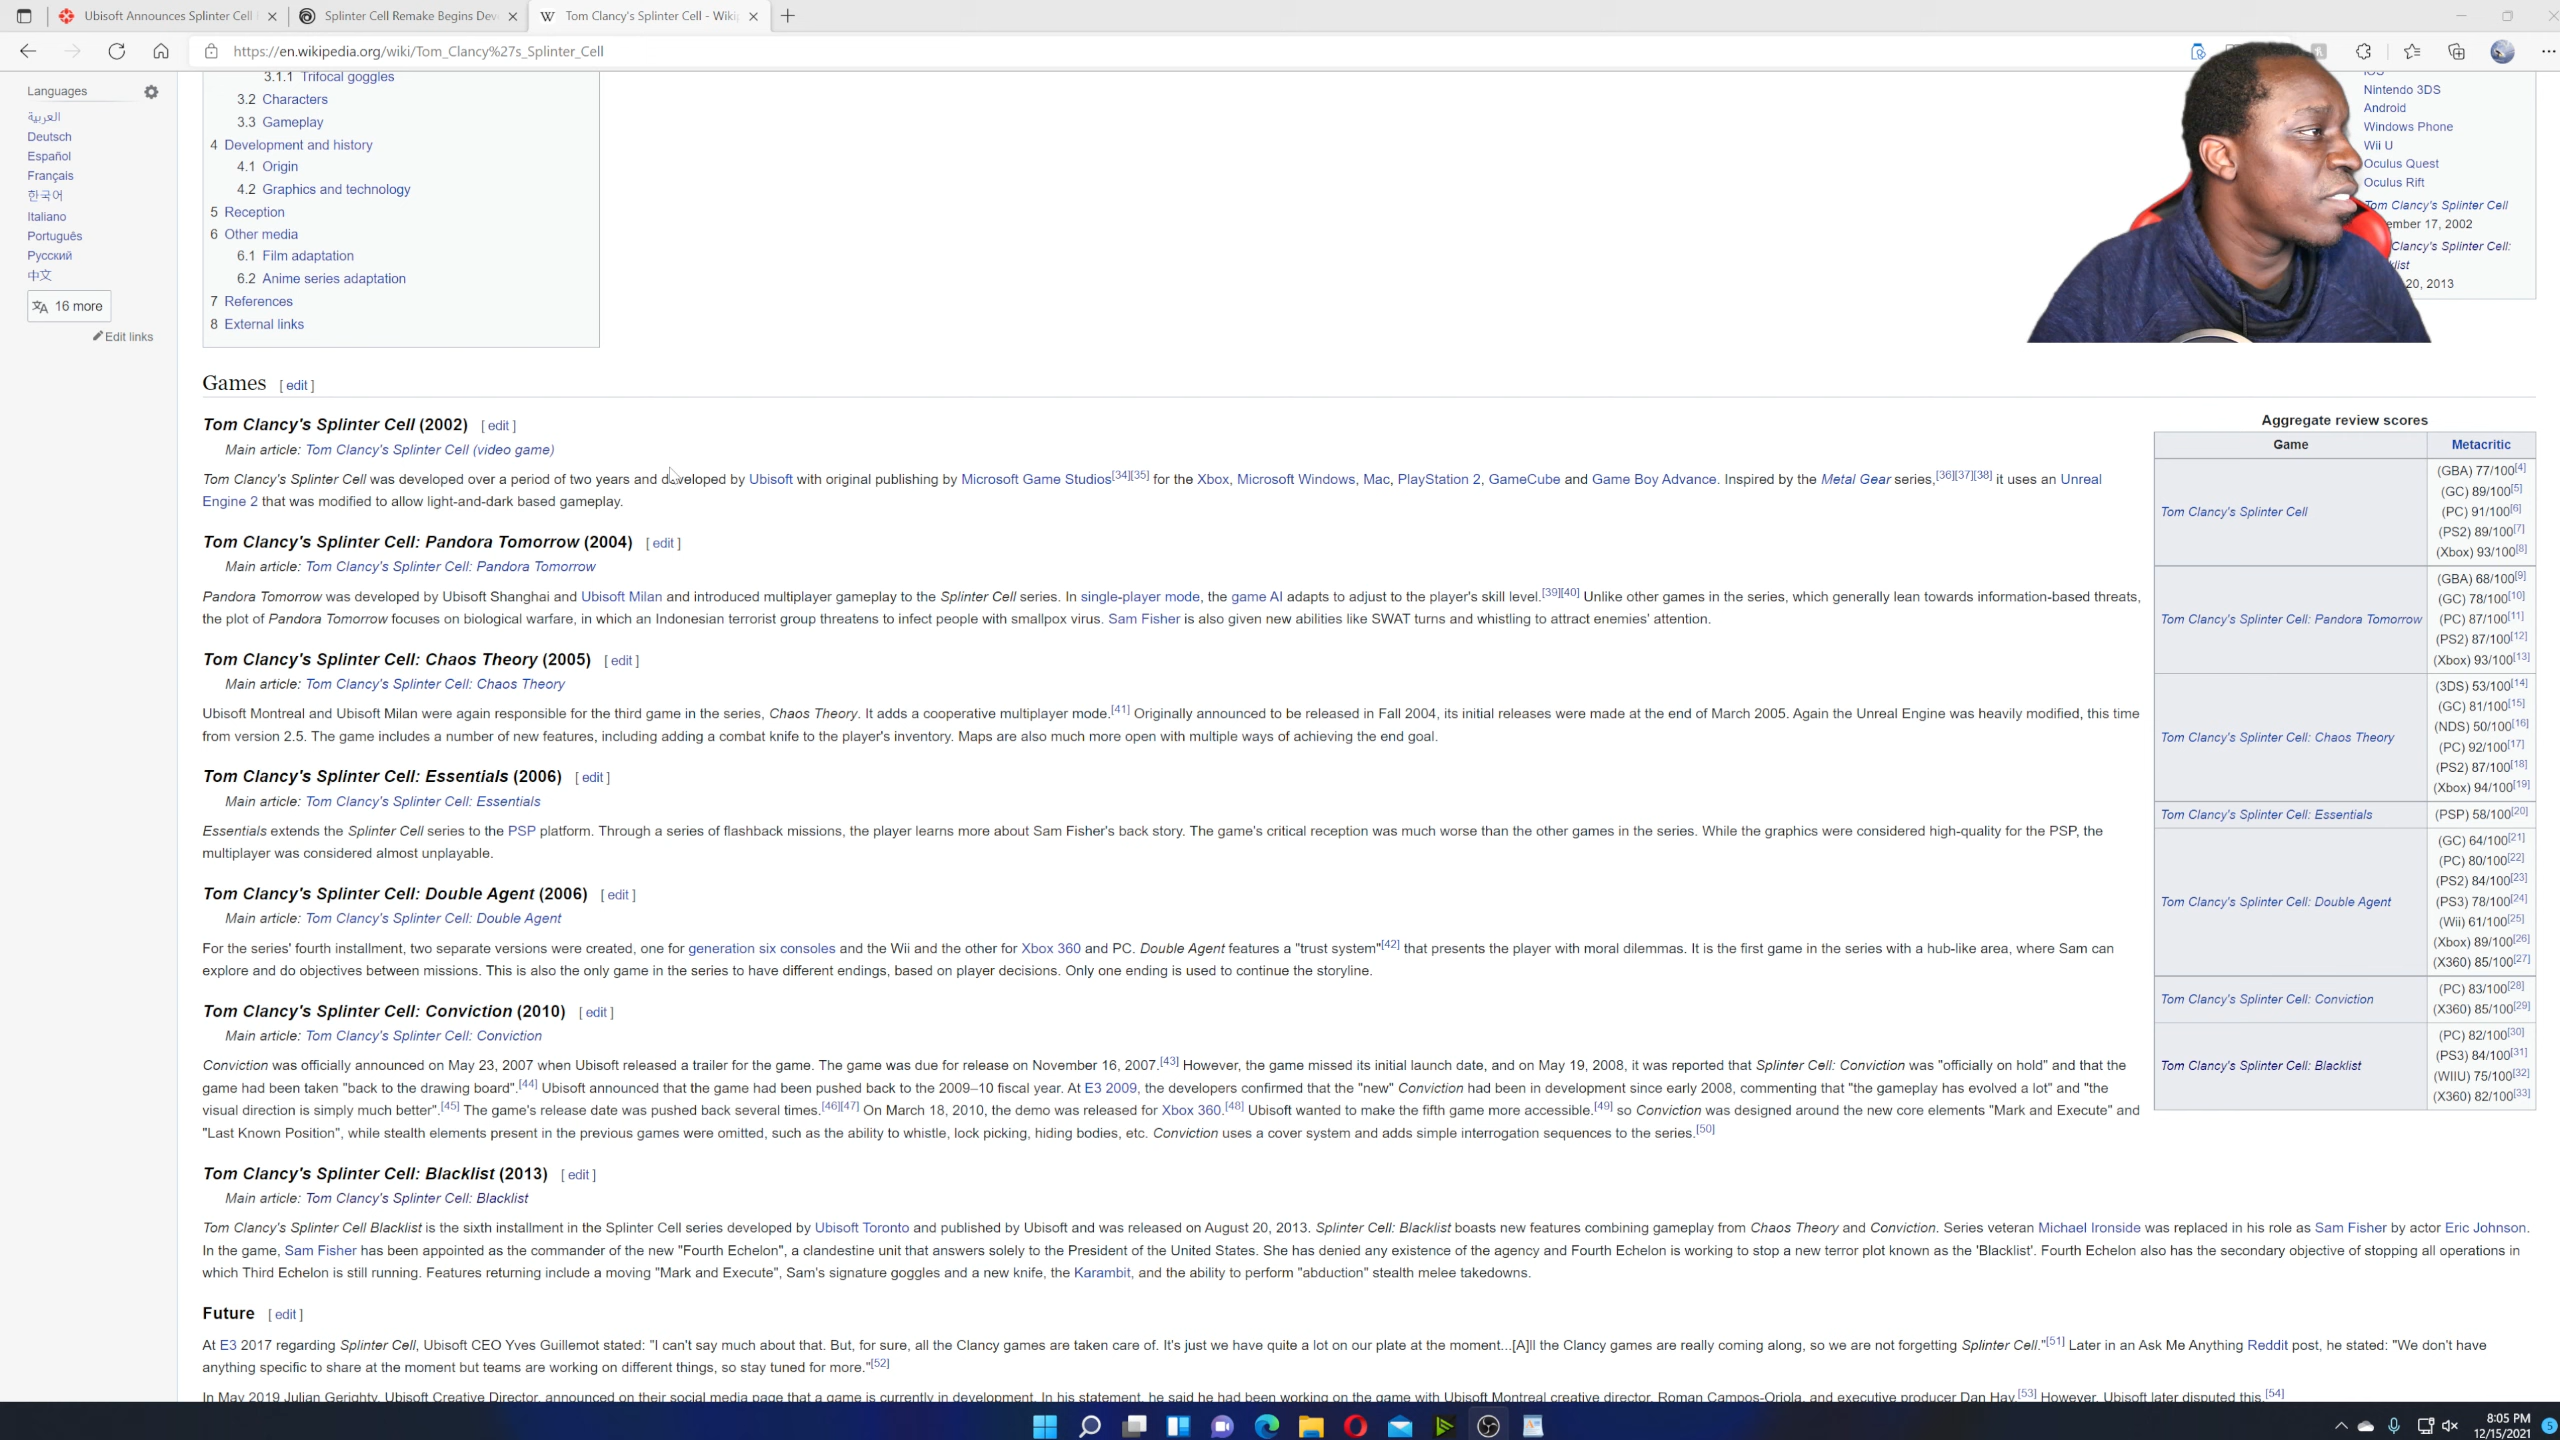 Ubisoft Announces Splinter Cell
Splinter Cell Remake Begins Dev
Tom Clancy's Splinter Cell - Wiki
https://en.wikipedia.org/wiki/Tom_Clancy%27s_Splinter_Cell
Languages
العربية
Deutsch
Español
Français
한국어
Italiano
Português
Русский
中文
16 more
Edit links
3.1.1 Trifocal goggles
3.2 Characters
3.3 Gameplay
4 Development and history
4.1 Origin
4.2 Graphics and technology
5 Reception
6 Other media
6.1 Film adaptation
6.2 Anime series adaptation
7 References
8 External links
iOS
Nintendo 3DS
Android
Windows Phone
Wii U
Oculus Quest
Oculus Rift
Tom Clancy's Splinter Cell
ember 17, 2002
Clancy's Splinter Cell:
klist
20, 2013
Games [ edit ]
Tom Clancy's Splinter Cell (2002) [ edit ]
Main article: Tom Clancy's Splinter Cell (video game)
Tom Clancy's Splinter Cell was developed over a period of two years and developed by Ubisoft with original publishing by Microsoft Game Studios[34][35] for the Xbox, Microsoft Windows, Mac, PlayStation 2, GameCube and Game Boy Advance. Inspired by the Metal Gear series,[36][37][38] it uses an Unreal
Engine 2 that was modified to allow light-and-dark based gameplay.
Tom Clancy's Splinter Cell: Pandora Tomorrow (2004) [ edit ]
Main article: Tom Clancy's Splinter Cell: Pandora Tomorrow
Pandora Tomorrow was developed by Ubisoft Shanghai and Ubisoft Milan and introduced multiplayer gameplay to the Splinter Cell series. In single-player mode, the game AI adapts to adjust to the player's skill level.[39][40] Unlike other games in the series, which generally lean towards information-based threats,
the plot of Pandora Tomorrow focuses on biological warfare, in which an Indonesian terrorist group threatens to infect people with smallpox virus. Sam Fisher is also given new abilities like SWAT turns and whistling to attract enemies' attention.
Tom Clancy's Splinter Cell: Chaos Theory (2005) [ edit ]
Main article: Tom Clancy's Splinter Cell: Chaos Theory
Ubisoft Montreal and Ubisoft Milan were again responsible for the third game in the series, Chaos Theory. It adds a cooperative multiplayer mode.[41] Originally announced to be released in Fall 2004, its initial releases were made at the end of March 2005. Again the Unreal Engine was heavily modified, this time
from version 2.5. The game includes a number of new features, including adding a combat knife to the player's inventory. Maps are also much more open with multiple ways of achieving the end goal.
Tom Clancy's Splinter Cell: Essentials (2006) [ edit ]
Main article: Tom Clancy's Splinter Cell: Essentials
Essentials extends the Splinter Cell series to the PSP platform. Through a series of flashback missions, the player learns more about Sam Fisher's back story. The game's critical reception was much worse than the other games in the series. While the graphics were considered high-quality for the PSP, the
multiplayer was considered almost unplayable.
Tom Clancy's Splinter Cell: Double Agent (2006) [ edit ]
Main article: Tom Clancy's Splinter Cell: Double Agent
For the series' fourth installment, two separate versions were created, one for generation six consoles and the Wii and the other for Xbox 360 and PC. Double Agent features a "trust system"[42] that presents the player with moral dilemmas. It is the first game in the series with a hub-like area, where Sam can
explore and do objectives between missions. This is also the only game in the series to have different endings, based on player decisions. Only one ending is used to continue the storyline.
Tom Clancy's Splinter Cell: Conviction (2010) [ edit ]
Main article: Tom Clancy's Splinter Cell: Conviction
Conviction was officially announced on May 23, 2007 when Ubisoft released a trailer for the game. The game was due for release on November 16, 2007.[43] However, the game missed its initial launch date, and on May 19, 2008, it was reported that Splinter Cell: Conviction was "officially on hold" and that the
game had been taken "back to the drawing board".[44] Ubisoft announced that the game had been pushed back to the 2009–10 fiscal year. At E3 2009, the developers confirmed that the "new" Conviction had been in development since early 2008, commenting that "the gameplay has evolved a lot" and "the
visual direction is simply much better".[45] The game's release date was pushed back several times.[46][47] On March 18, 2010, the demo was released for Xbox 360.[48] Ubisoft wanted to make the fifth game more accessible.[49] so Conviction was designed around the new core elements "Mark and Execute" and
"Last Known Position", while stealth elements present in the previous games were omitted, such as the ability to whistle, lock picking, hiding bodies, etc. Conviction uses a cover system and adds simple interrogation sequences to the series.[50]
Tom Clancy's Splinter Cell: Blacklist (2013) [ edit ]
Main article: Tom Clancy's Splinter Cell: Blacklist
Tom Clancy's Splinter Cell Blacklist is the sixth installment in the Splinter Cell series developed by Ubisoft Toronto and published by Ubisoft and was released on August 20, 2013. Splinter Cell: Blacklist boasts new features combining gameplay from Chaos Theory and Conviction. Series veteran Michael Ironside was replaced in his role as Sam Fisher by actor Eric Johnson.
In the game, Sam Fisher has been appointed as the commander of the new "Fourth Echelon", a clandestine unit that answers solely to the President of the United States. She has denied any existence of the agency and Fourth Echelon is working to stop a new terror plot known as the 'Blacklist'. Fourth Echelon also has the secondary objective of stopping all operations in
which Third Echelon is still running. Features returning include a moving "Mark and Execute", Sam's signature goggles and a new knife, the Karambit, and the ability to perform "abduction" stealth melee takedowns.
Future [ edit ]
At E3 2017 regarding Splinter Cell, Ubisoft CEO Yves Guillemot stated: "I can't say much about that. But, for sure, all the Clancy games are taken care of. It's just we have quite a lot on our plate at the moment...[A]ll the Clancy games are really coming along, so we are not forgetting Splinter Cell."[51] Later in an Ask Me Anything Reddit post, he stated: "We don't have
anything specific to share at the moment but teams are working on different things, so stay tuned for more."[52]
In May 2019 Julian Gerighty, Ubisoft Creative Director, announced on their social media page that a game is currently in development. In his statement, he said he had been working on the game with Ubisoft Montreal creative director, Roman Campos-Oriola, and executive producer Dan Hay.[53] However, Ubisoft later disputed this.[54]
Aggregate review scores
Game Metacritic
Tom Clancy's Splinter Cell
(GBA) 77/100[4]
(GC) 89/100[5]
(PC) 91/100[6]
(PS2) 89/100[7]
(Xbox) 93/100[8]
Tom Clancy's Splinter Cell: Pandora Tomorrow
(GBA) 68/100[9]
(GC) 78/100[10]
(PC) 87/100[11]
(PS2) 87/100[12]
(Xbox) 93/100[13]
Tom Clancy's Splinter Cell: Chaos Theory
(3DS) 53/100[14]
(GC) 81/100[15]
(NDS) 50/100[16]
(PC) 92/100[17]
(PS2) 87/100[18]
(Xbox) 94/100[19]
Tom Clancy's Splinter Cell: Essentials
(PSP) 58/100[20]
Tom Clancy's Splinter Cell: Double Agent
(GC) 64/100[21]
(PC) 80/100[22]
(PS2) 84/100[23]
(PS3) 78/100[24]
(Wii) 61/100[25]
(Xbox) 89/100[26]
(X360) 85/100[27]
Tom Clancy's Splinter Cell: Conviction
(PC) 83/100[28]
(X360) 85/100[29]
Tom Clancy's Splinter Cell: Blacklist
(PC) 82/100[30]
(PS3) 84/100[31]
(WIIU) 75/100[32]
(X360) 82/100[33]
8:05 PM
12/15/2021
5